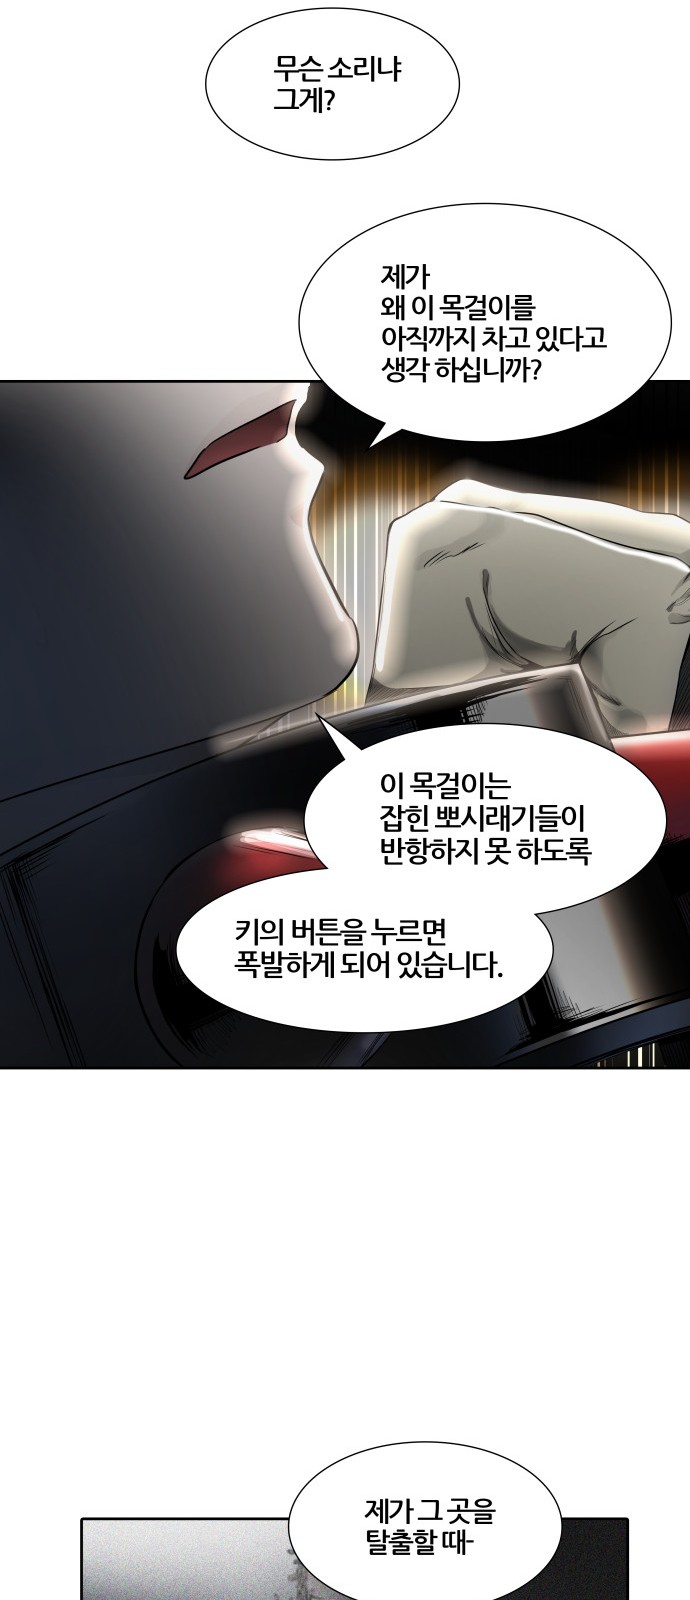 무슨 소리냐
그게?
제가
왜 이 목걸이를
아직까지 차고 있다고
생각 하십니까?
이 목걸이는
잡힌 뽀시래기들이
반항하지 못 하도록
키의 버튼을 누르면
폭발하게 되어 있습니다.
제가 그 곳을
탈출할 때-